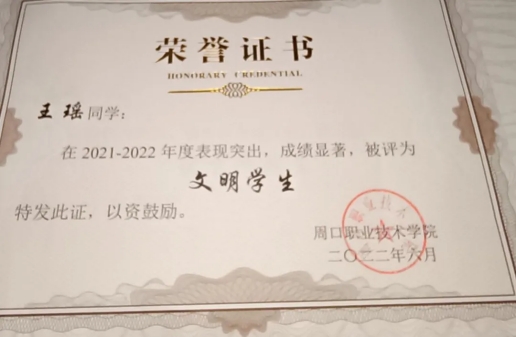 荣誉证书
HONORARY CREDENTIAL
王瑶同学:
在2021-2022年度表现突出，成绩显著，被评为
文明学生
特发此证，以资鼓励。
周口职业技术学院
二〇二二年六月